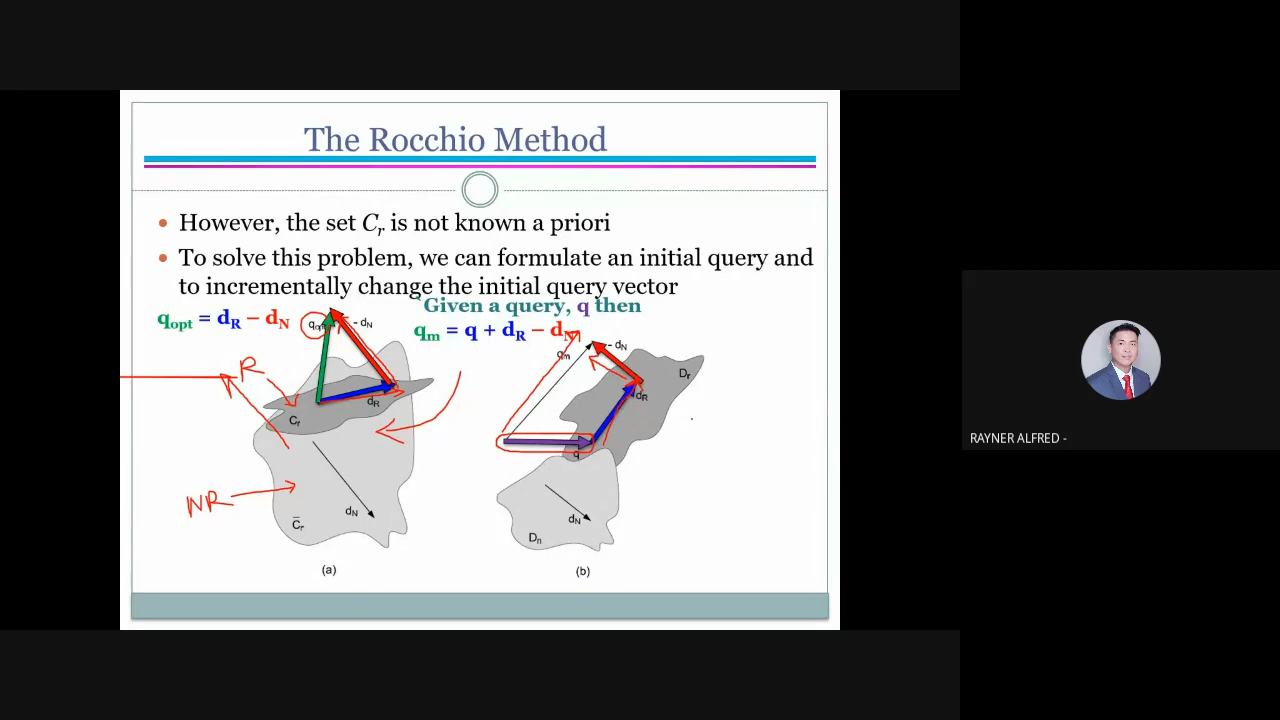 The Rocchio Method
However, the set Cr is not known a priori
To solve this problem, we can formulate an initial query and
to incrementally change the initial query vector
`Given a query, q then
qopt = dR – dN
qm = q + dR – dN
qopt
- dN
R
dR
Cr
NR
dN
C̅r
(a)
qm
- dN
Dr
dR
q
dN
Dn
(b)
RAYNER ALFRED -